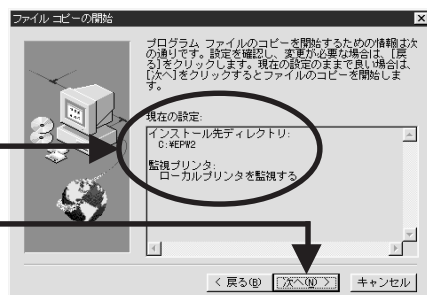 ファイル コピーの開始
プログラム ファイルのコピーを開始するための情報は次
の通りです。設定を確認し、変更が必要な場合は、[戻
る]をクリックします。現在の設定のままで良い場合は、
[次へ]をクリックするとファイルのコピーを開始しま
す。
現在の設定:
インストール先ディレクトリ:
C:¥EPW2
監視プリンタ:
ローカルプリンタを監視する
< 戻る(B)
次へ(N) >
キャンセル